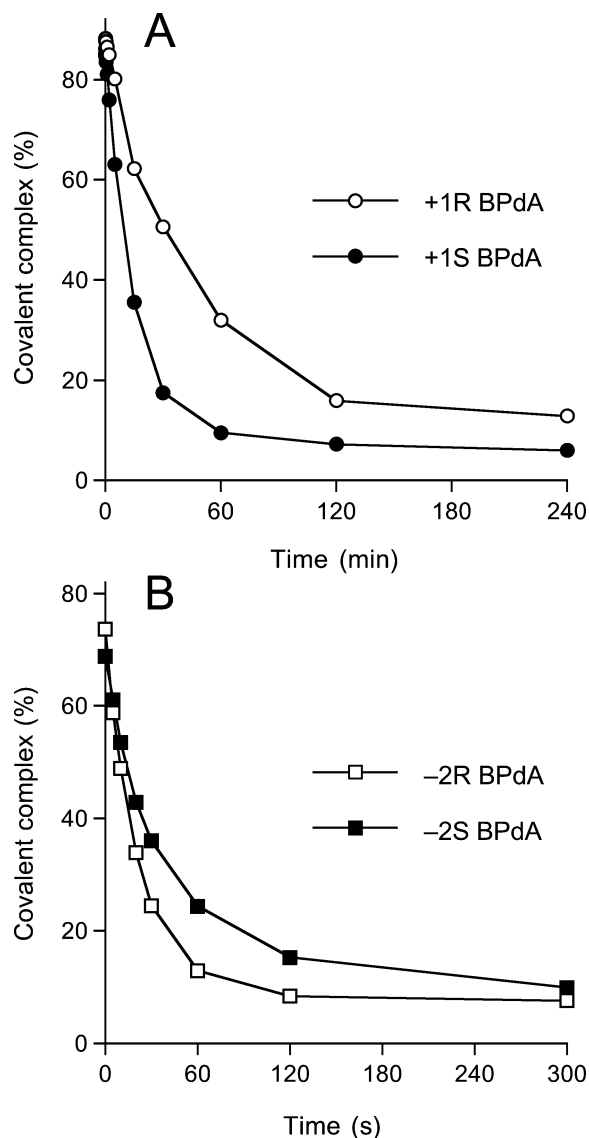 A
Covalent complex (%)
80
60
40
20
0
+1R BPdA
+1S BPdA
0 60 120 180 240
Time (min)
B
Covalent complex (%)
80
60
40
20
0
–2R BPdA
–2S BPdA
0 60 120 180 240 300
Time (s)